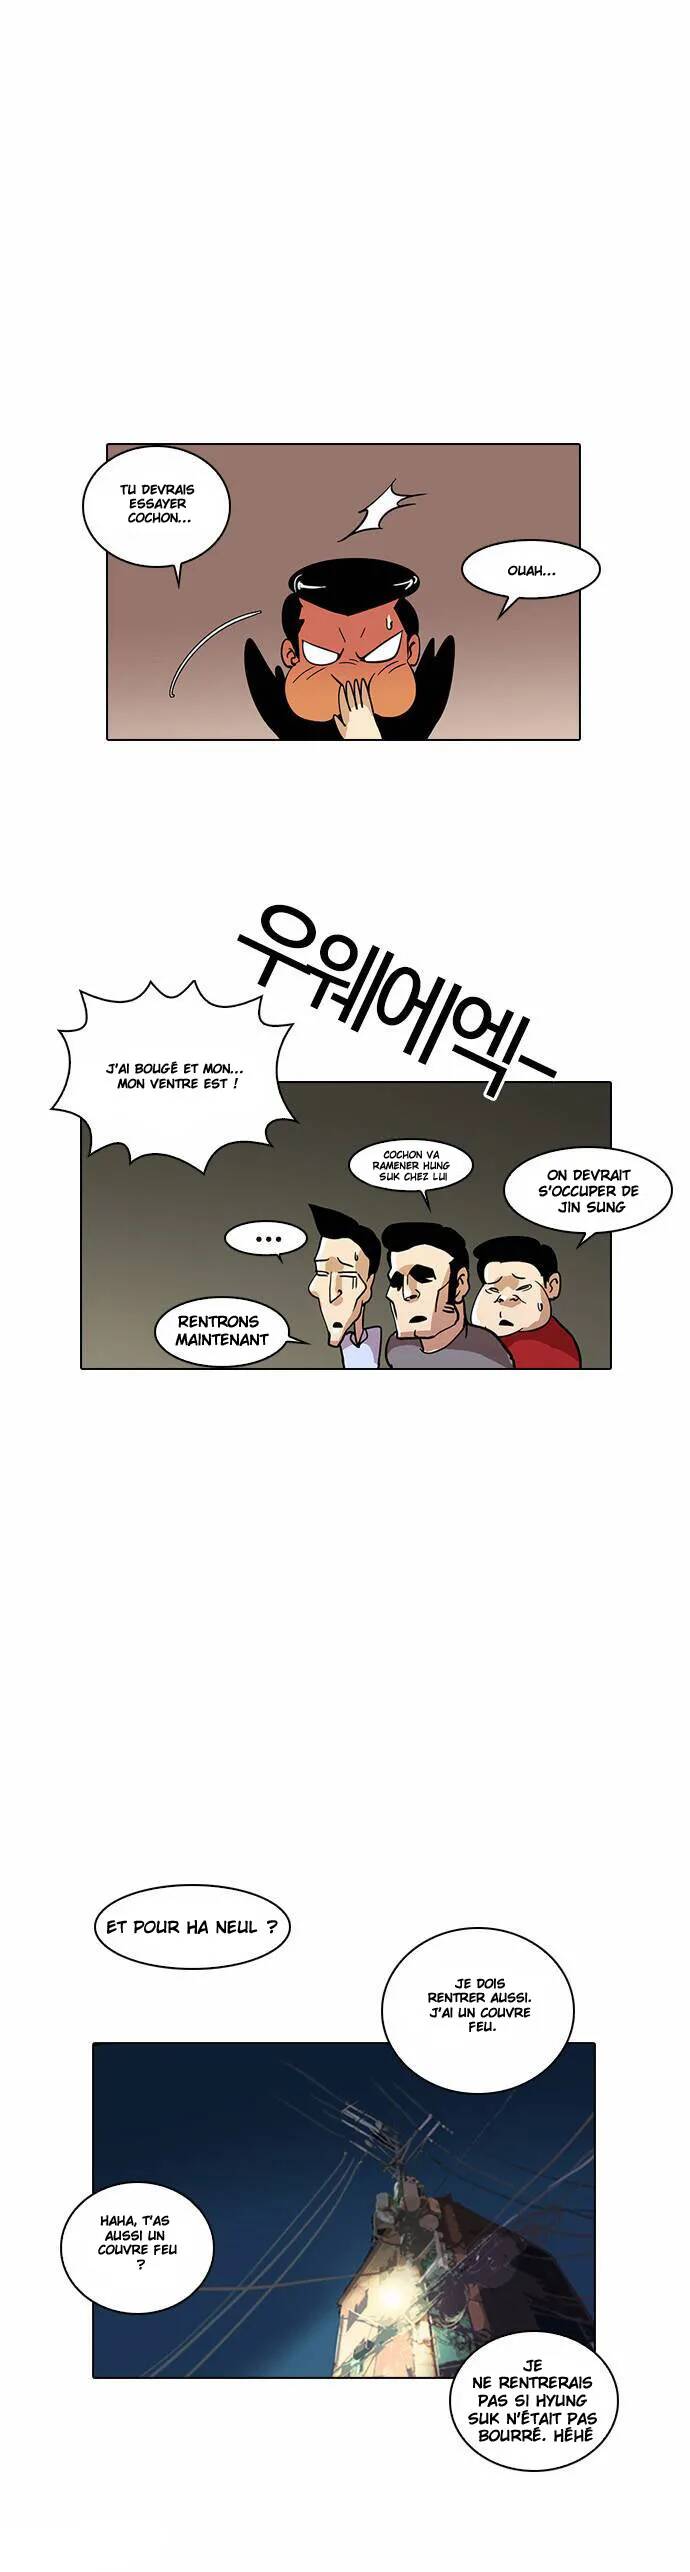 TU DEVRAIS
ESSAYER
COCHON...
OUAH...
우웨에엑-
J'AI BOUGÉ ET MON...
MON VENTRE EST !
COCHON VA
RAMENER HUNG
SUK CHEZ LUI
ON DEVRAIT
S'OCCUPER DE
JIN SUNG
...
RENTRONS
MAINTENANT
ET POUR HA NEUL ?
JE DOIS
RENTRER AUSSI.
J'AI UN COUVRE
FEU.
HAHA, T'AS
AUSSI UN
COUVRE FEU
?
JE
NE RENTRERAIS
PAS SI HYUNG
SUK N'ÉTAIT PAS
BOURRÉ. HÉHÉ